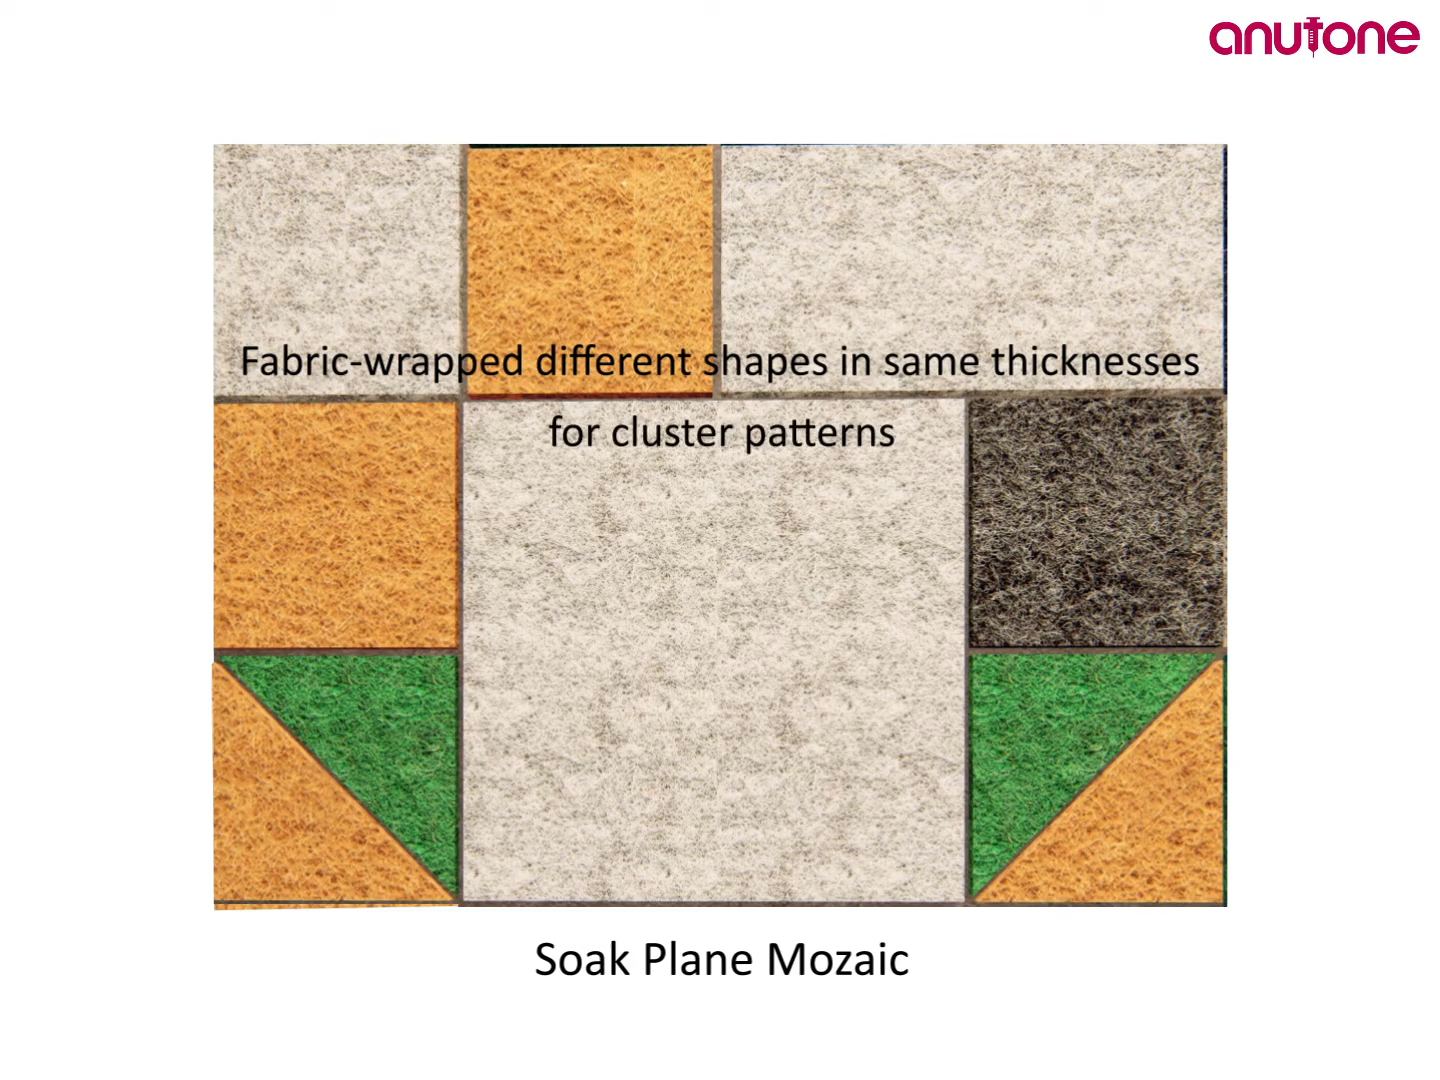 anutone
Fabric-wrapped different shapes in same thicknesses
for cluster patterns
Soak Plane Mozaic